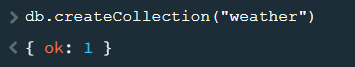 > db.createCollection("weather")
< { ok: 1 }